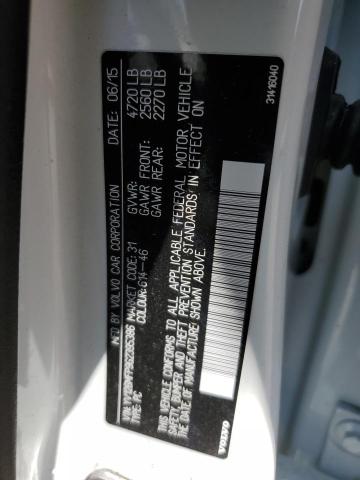 MFD BY VOLVO CAR CORPORATION DATE: 06/15
GVWR: 4720 LB
GAWR FRONT: 2560 LB
GAWR REAR: 2270 LB
MARKET CODE: 31
COLOUR: 614-46
THIS VEHICLE CONFORMS TO ALL APPLICABLE FEDERAL MOTOR VEHICLE
SAFETY, BUMPER, AND THEFT PREVENTION STANDARDS IN EFFECT ON
THE DATE OF MANUFACTURE SHOWN ABOVE.
VOLVO
31416040